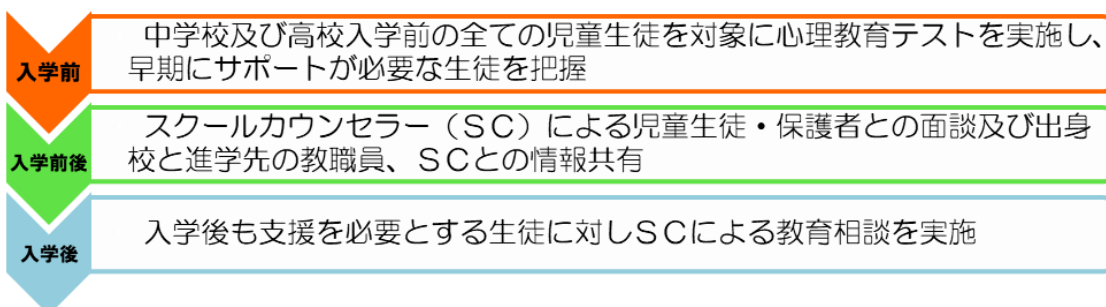 入学前
中学校及び高校入学前の全ての児童生徒を対象に心理教育テストを実施し、
早期にサポートが必要な生徒を把握
入学前後
スクールカウンセラー（ＳＣ）による児童生徒・保護者との面談及び出身
校と進学先の教職員、ＳＣとの情報共有
入学後
入学後も支援を必要とする生徒に対しＳＣによる教育相談を実施